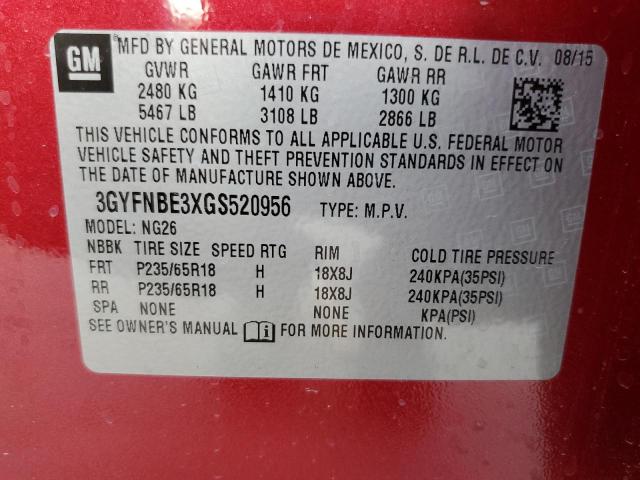 GM MFD BY GENERAL MOTORS DE MEXICO, S. DE R.L. DE C.V. 08/15
GVWR GAWR FRT GAWR RR
2480 KG 1410 KG 1300 KG
5467 LB 3108 LB 2866 LB
THIS VEHICLE CONFORMS TO ALL APPLICABLE U.S. FEDERAL MOTOR
VEHICLE SAFETY AND THEFT PREVENTION STANDARDS IN EFFECT ON
THE DATE OF MANUFACTURE SHOWN ABOVE.
3GYFNBE3XGS520956 TYPE: M.P.V.
MODEL: NG26
NBBK TIRE SIZE SPEED RTG RIM COLD TIRE PRESSURE
FRT P235/65R18 H 18X8J 240KPA(35PSI)
RR P235/65R18 H 18X8J 240KPA(35PSI)
SPA NONE NONE KPA(PSI)
SEE OWNER'S MANUAL FOR MORE INFORMATION.